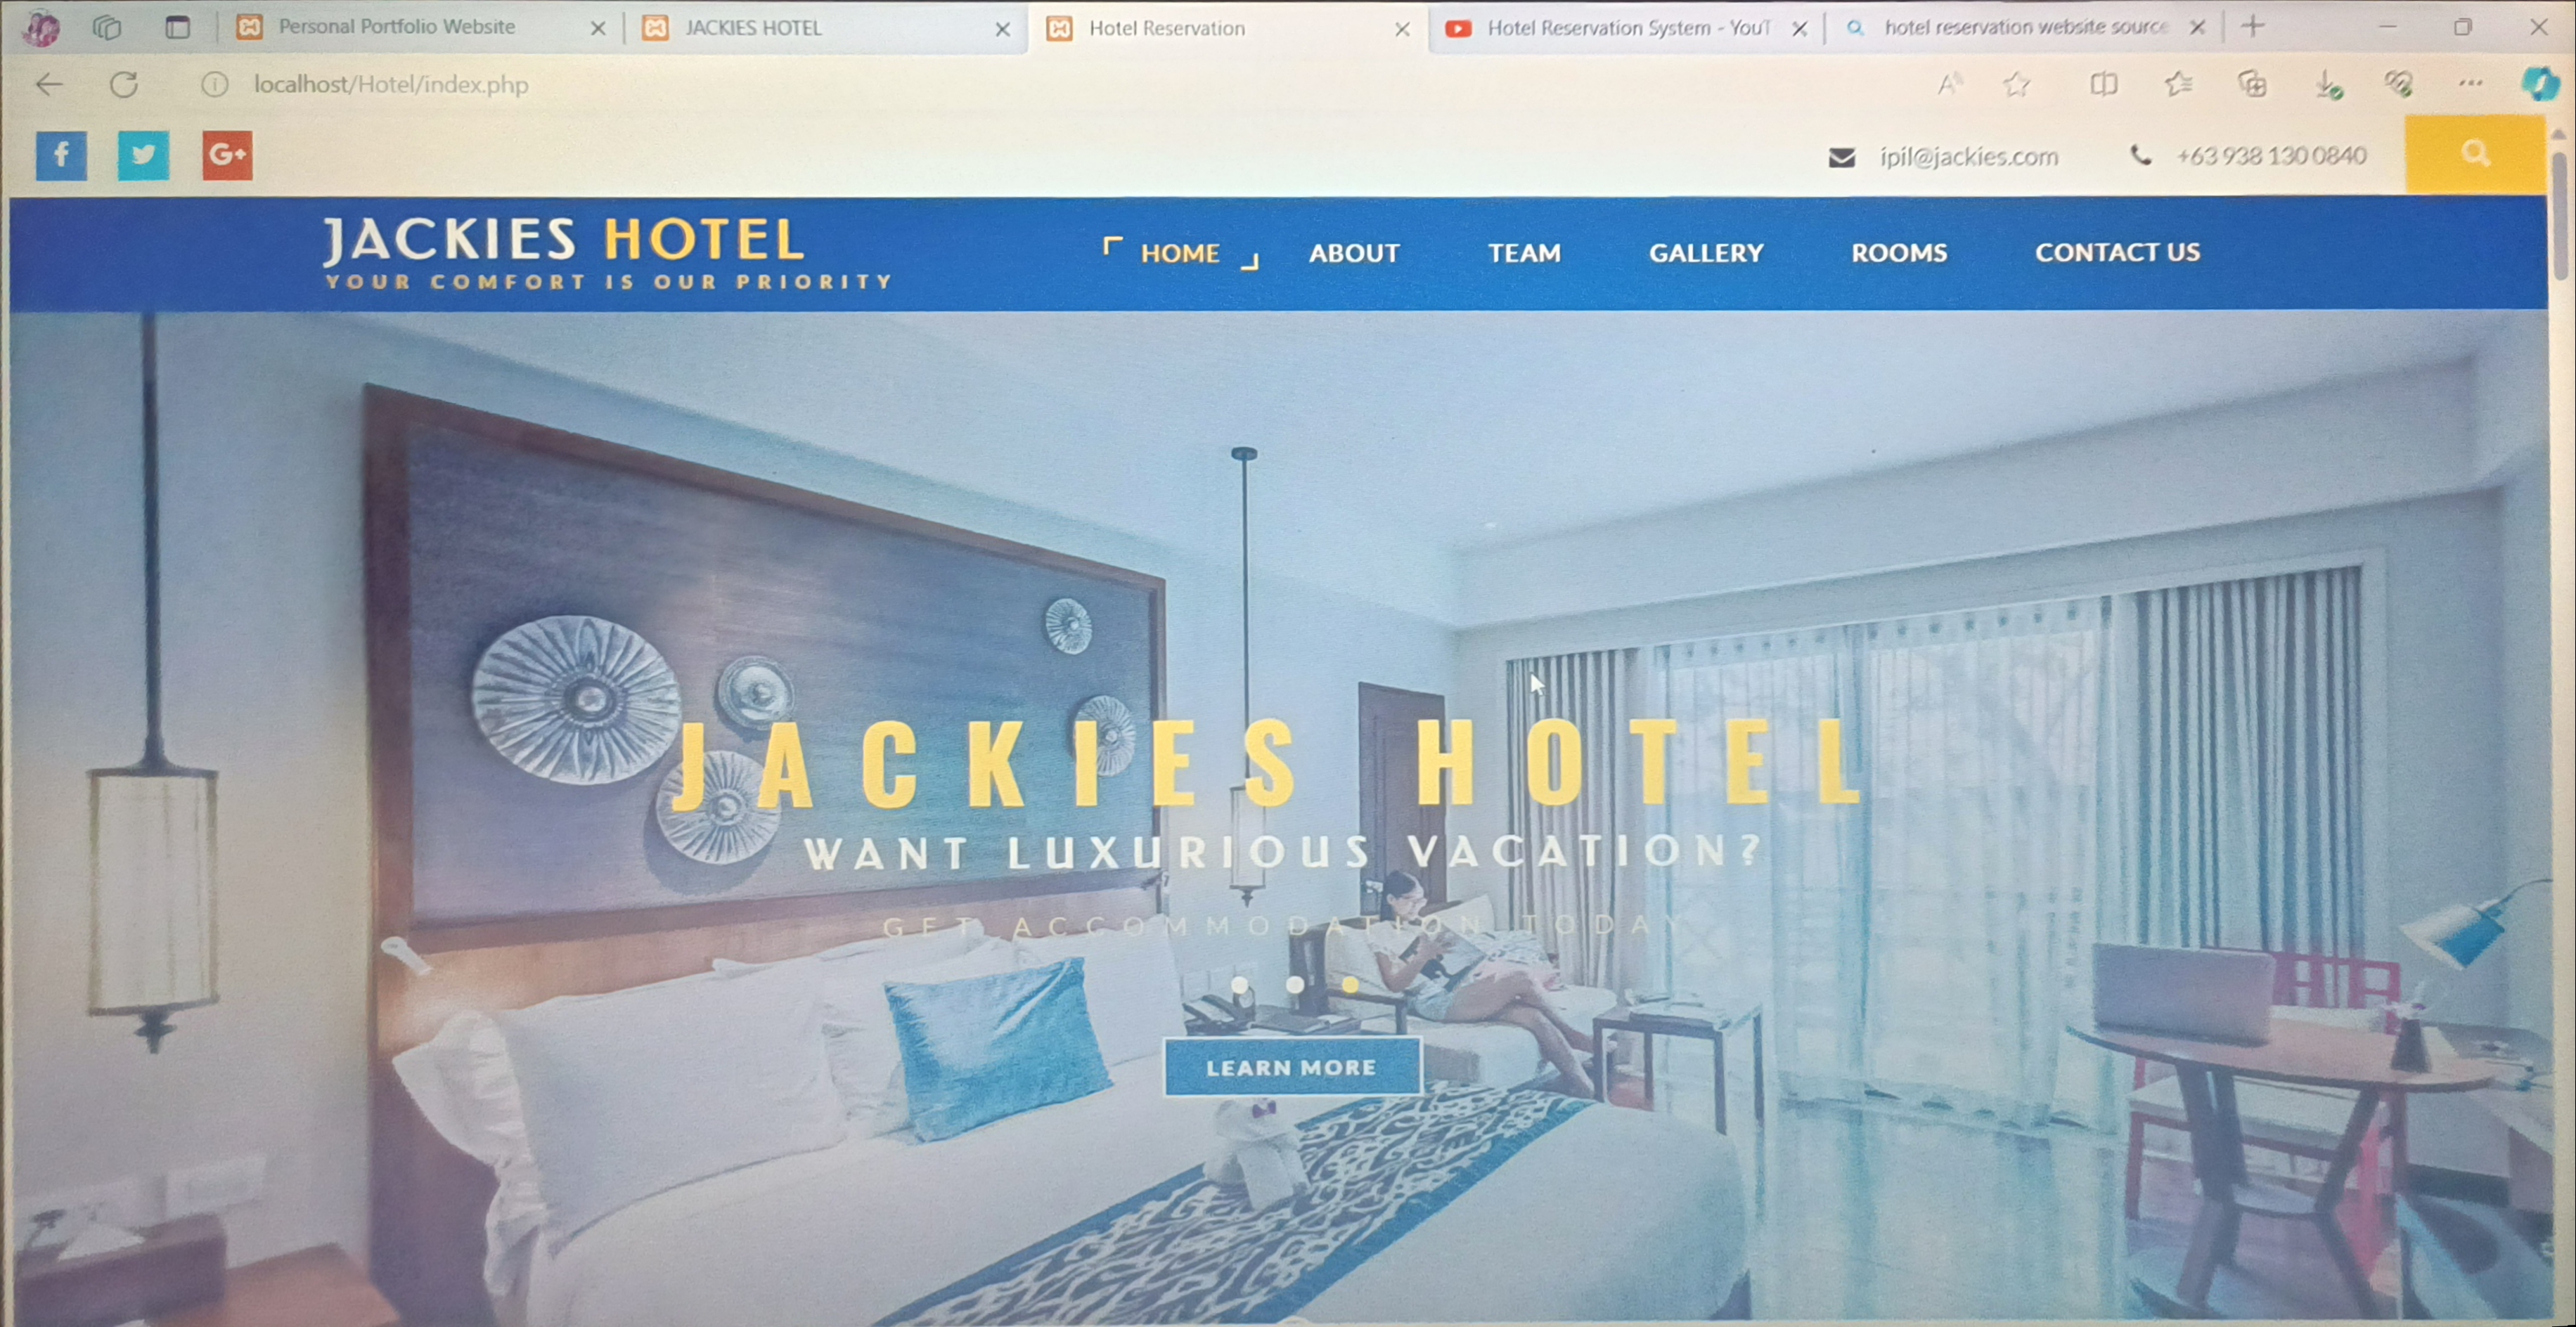 Personal Portfolio Website
JACKIES HOTEL
Hotel Reservation
Hotel Reservation System - YouT
hotel reservation website source
localhost/Hotel/index.php
f
G+
ipil@jackies.com
+63 938 130 0840
JACKIES HOTEL
YOUR COMFORT IS OUR PRIORITY
HOME
ABOUT
TEAM
GALLERY
ROOMS
CONTACT US
JACKIES HOTEL
WANT LUXURIOUS VACATION?
GET ACCOMMODATION TODAY
LEARN MORE